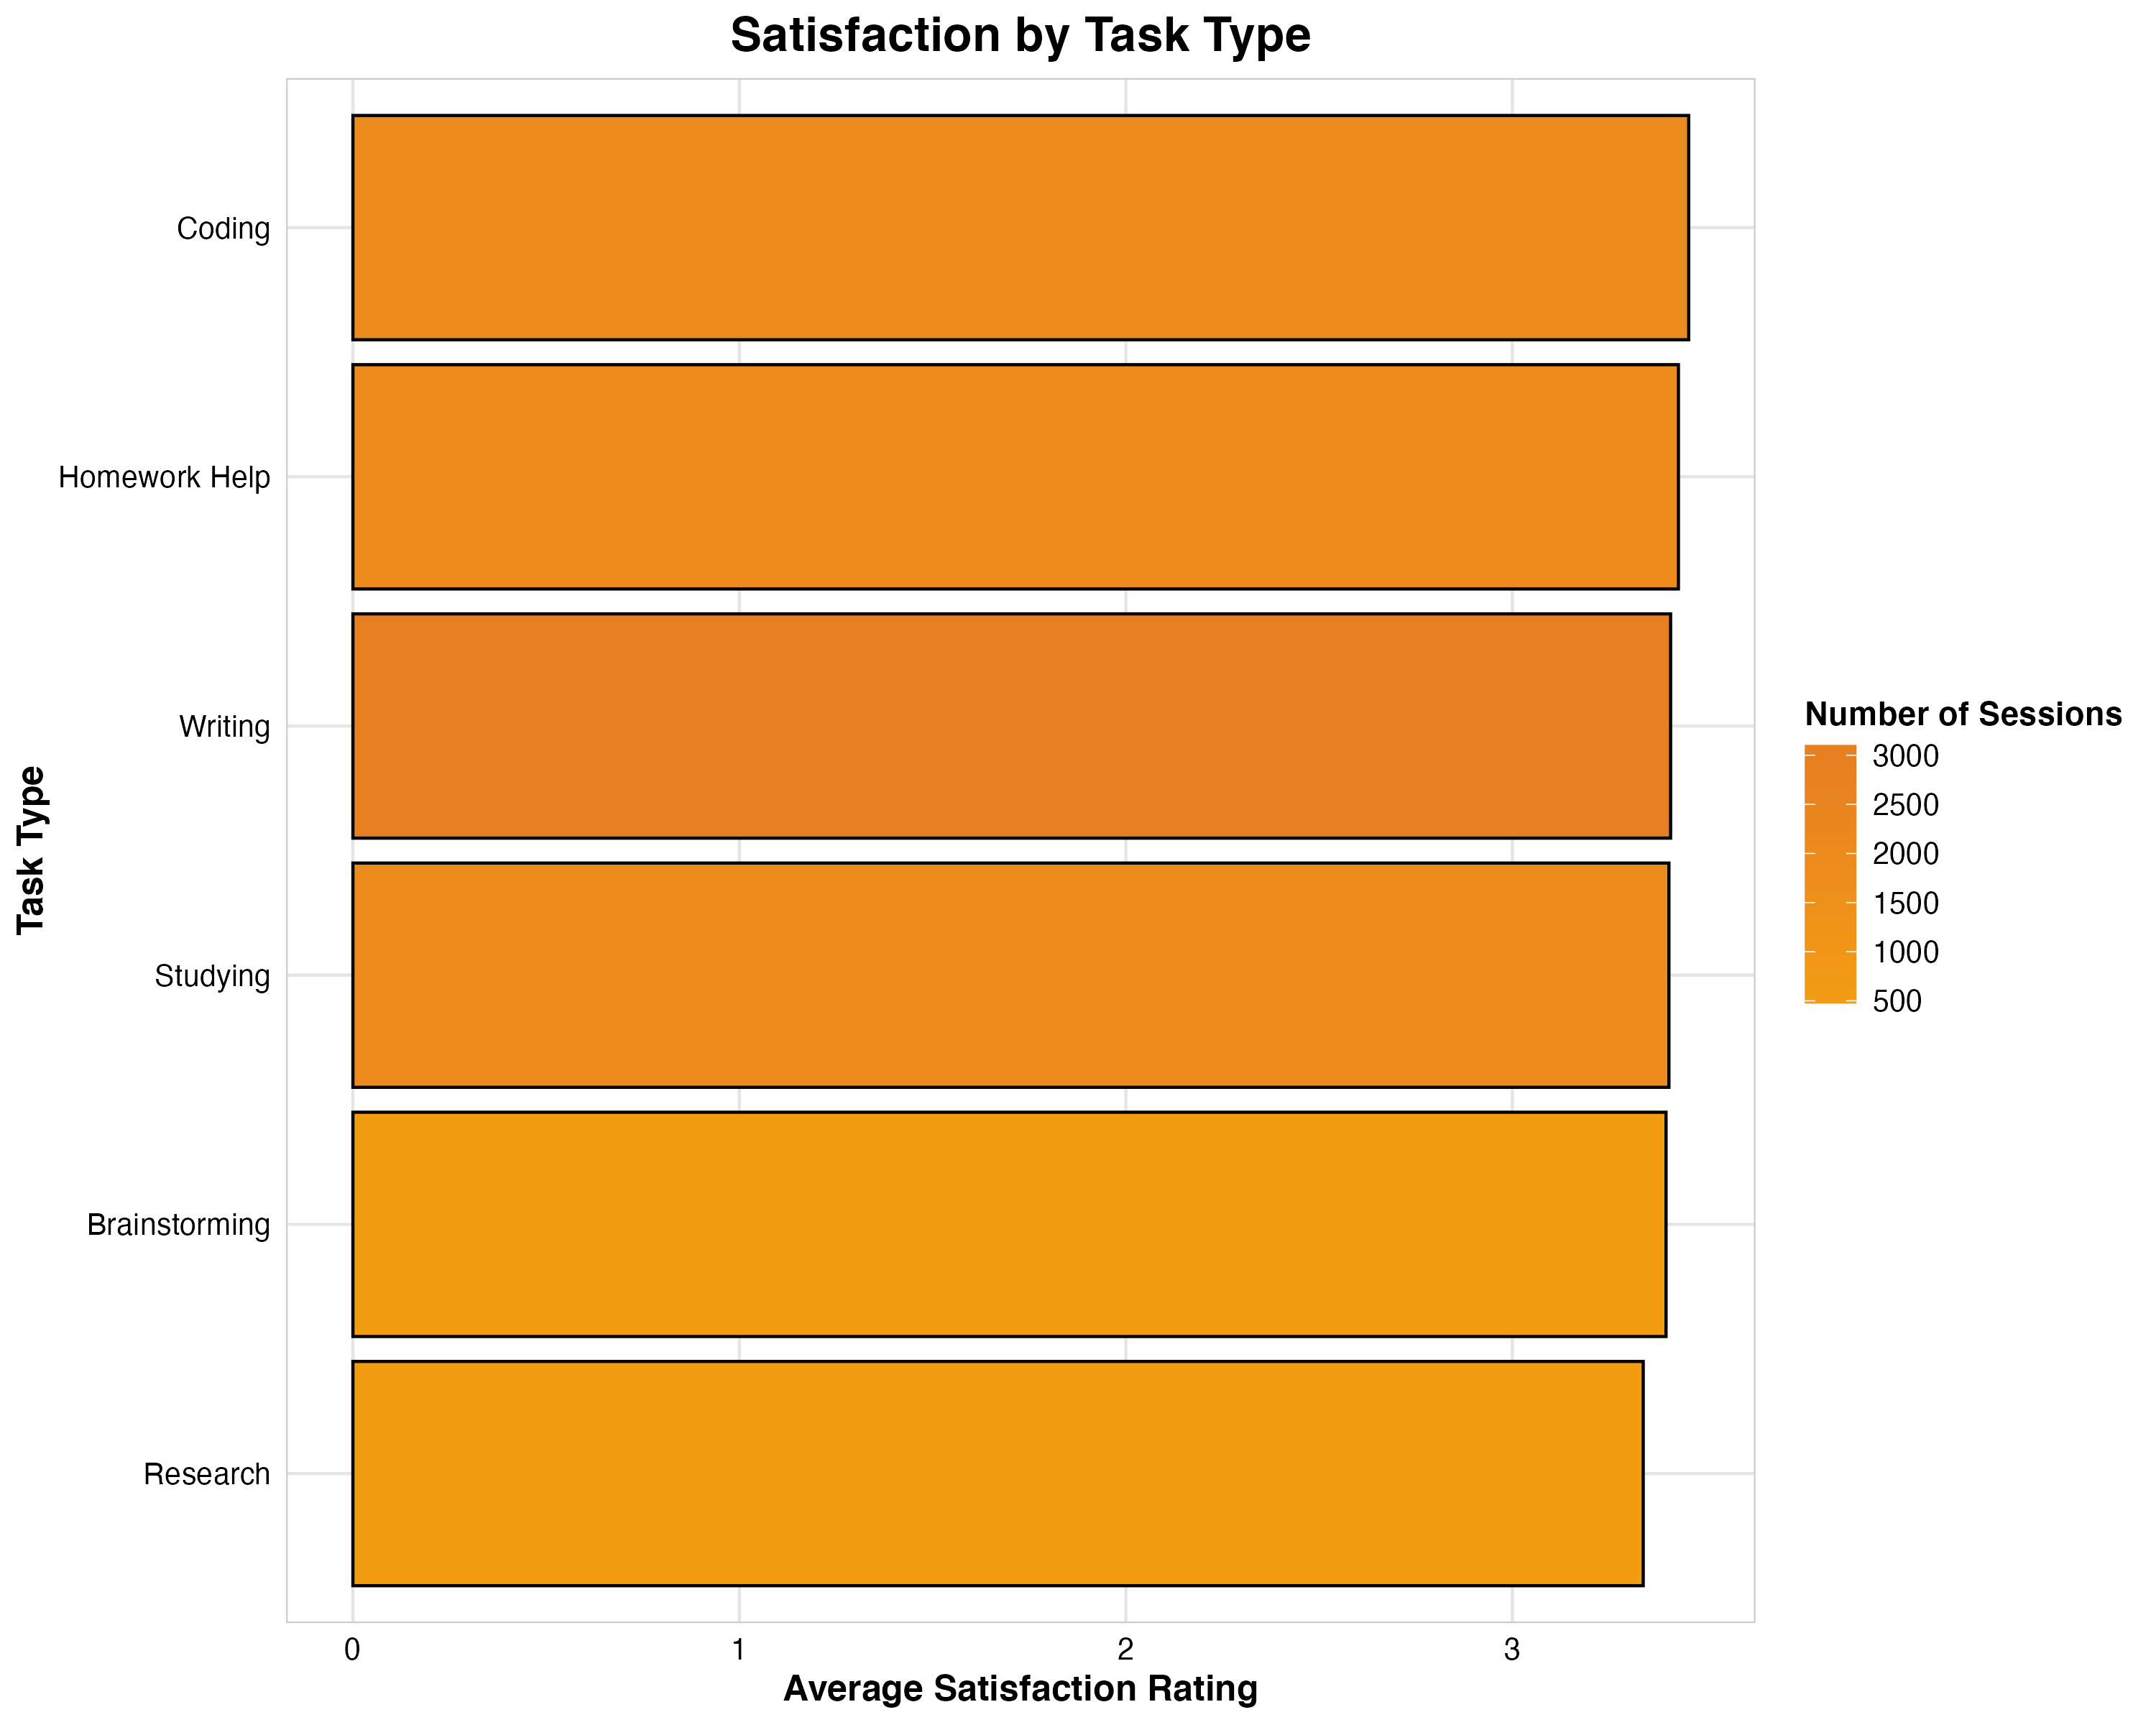 Satisfaction by Task Type
Task Type
Coding
Homework Help
Writing
Studying
Brainstorming
Research
0 1 2 3
Average Satisfaction Rating
Number of Sessions
3000
2500
2000
1500
1000
500